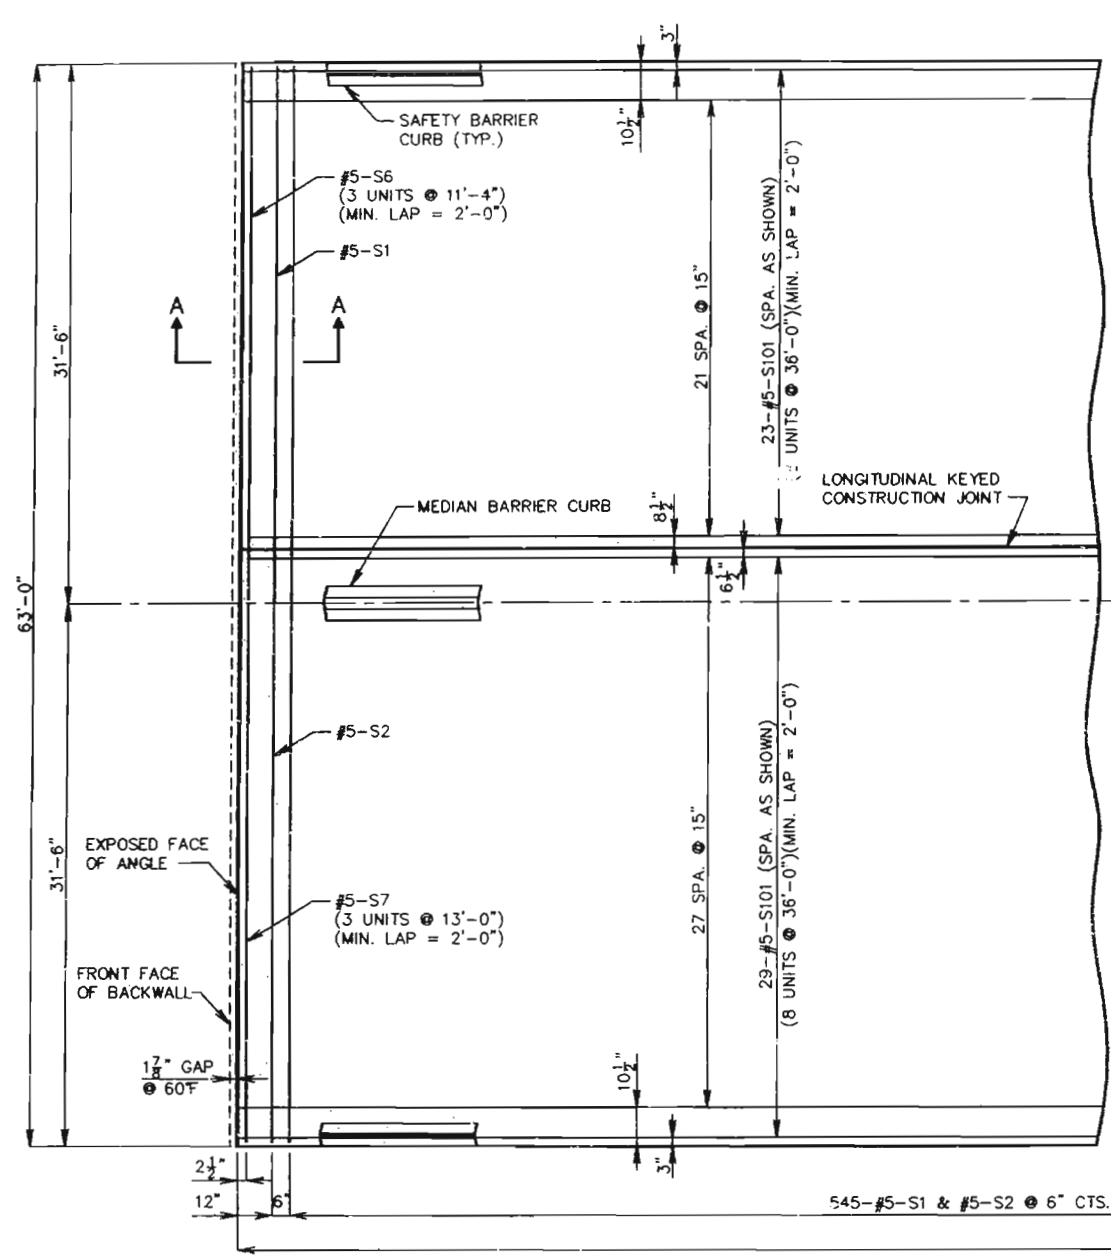 3"
10½"
SAFETY BARRIER
CURB (TYP.)
#5-S6
(3 UNITS @ 11'-4")
(MIN. LAP = 2'-0")
#5-S1
A
A
31'-6"
21 SPA. @ 15"
23-#5-S101 (SPA. AS SHOWN)
UNITS @ 36'-0")(MIN. LAP = 2'-0")
LONGITUDINAL KEYED
CONSTRUCTION JOINT
8½"
MEDIAN BARRIER CURB
6½"
63'-0"
#5-S2
31'-6"
27 SPA. @ 15"
29-#5-S101 (SPA. AS SHOWN)
(8 UNITS @ 36'-0")(MIN. LAP = 2'-0")
EXPOSED FACE
OF ANGLE
#5-S7
(3 UNITS @ 13'-0")
(MIN. LAP = 2'-0")
FRONT FACE
OF BACKWALL
1⅞" GAP
@ 60°F
10½"
3"
2½"
12"
6"
545-#5-S1 & #5-S2 @ 6" CTS.